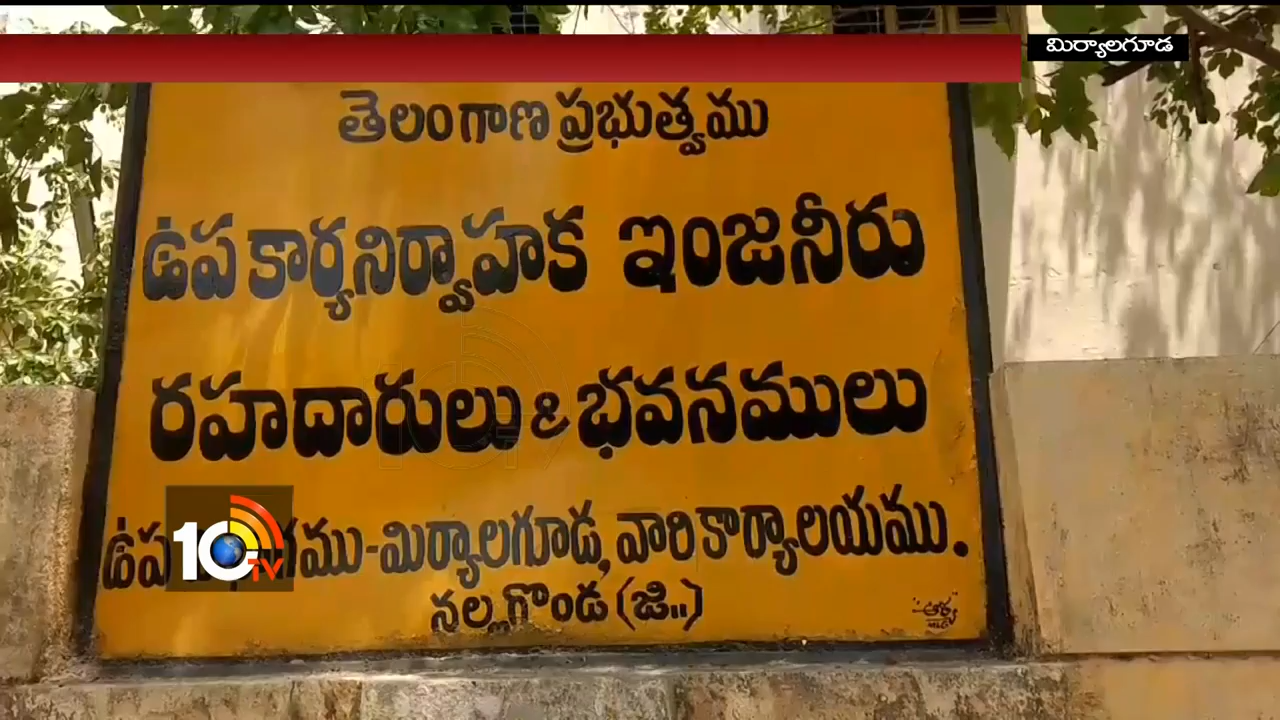 మిర్యాలగూడ
తెలంగాణ ప్రభుత్వము
ఉప కార్యనిర్వాహక ఇంజనీరు
రహదారులు & భవనములు
ఉప -మిర్యాలగూడ, వారి కార్యాలయము.
నల్లగొండ (జి..)
10TV